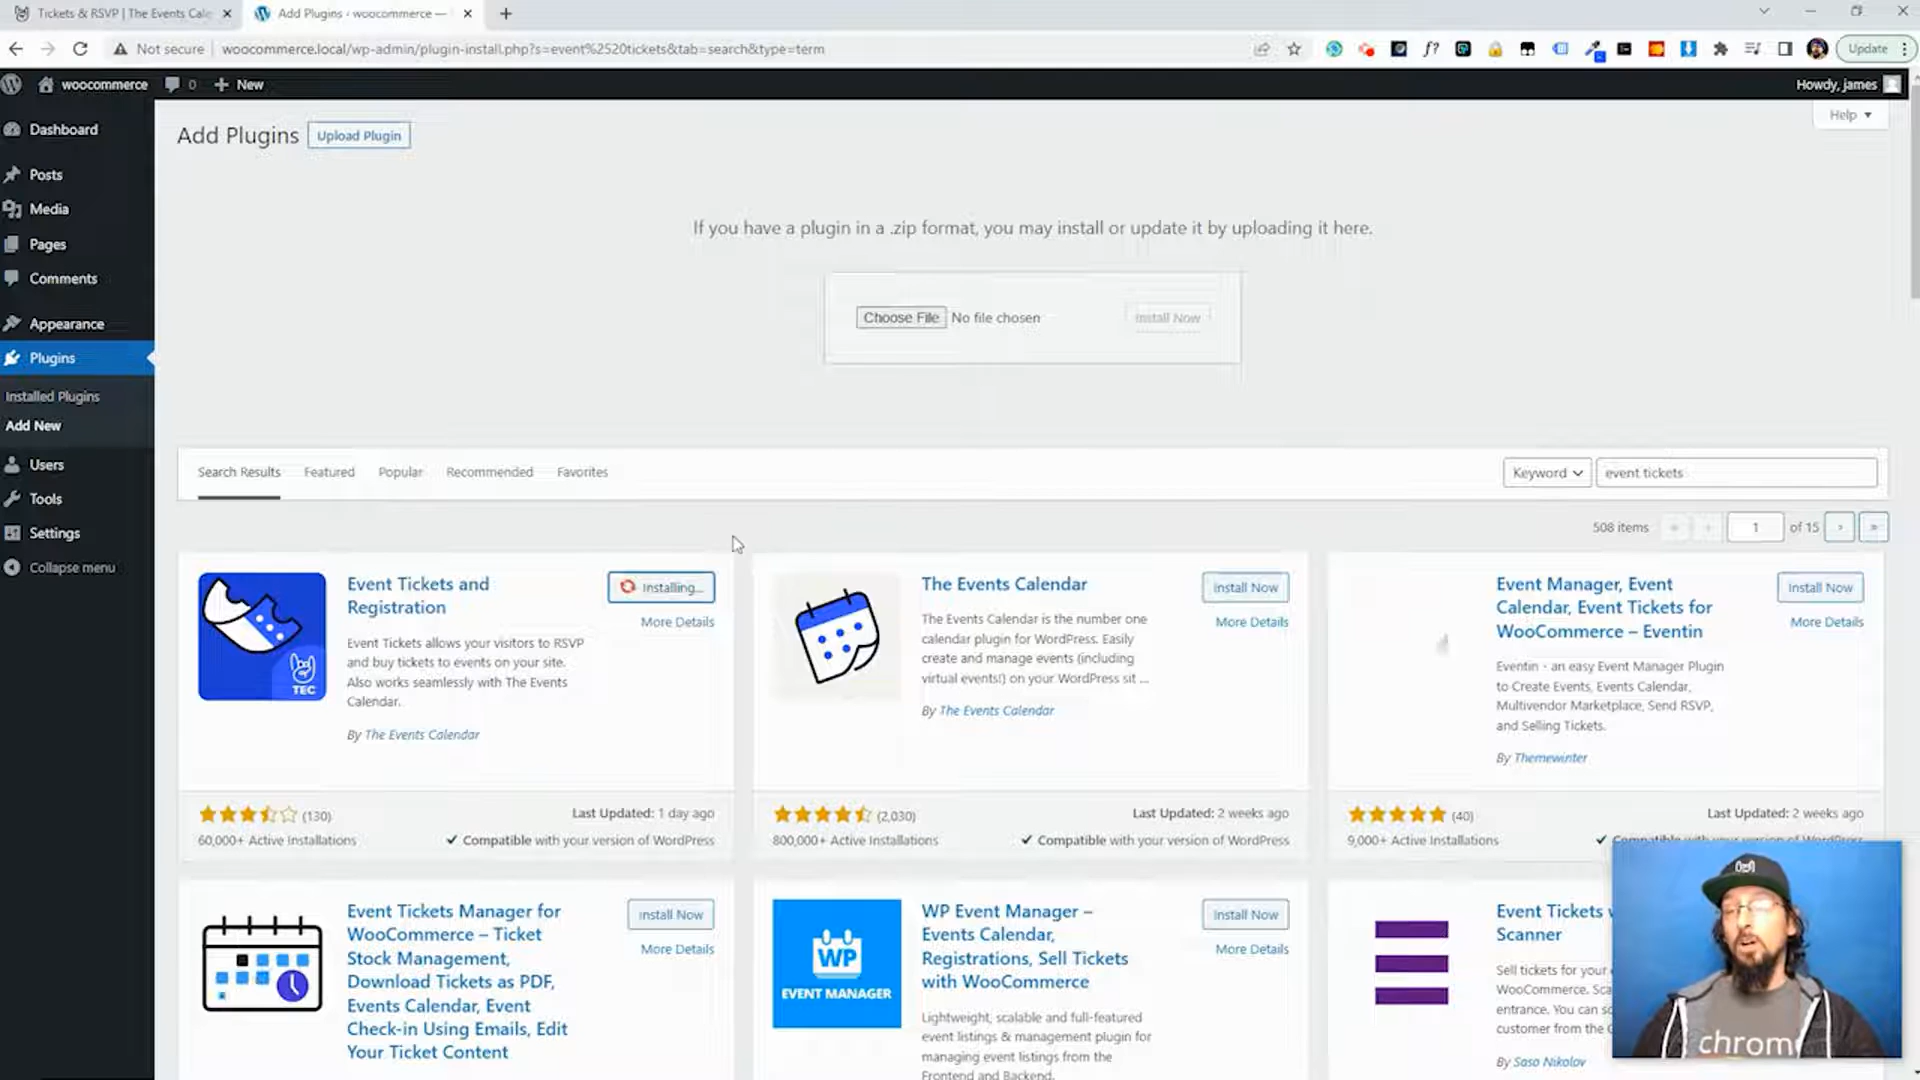 Tickets & RSVP | The Events Cale
Add Plugins ‹ woocommerce —
Not secure
woocommerce.local/wp-admin/plugin-install.php?s=event%2520tickets&tab=search&type=term
f?
Update
woocommerce
0
New
Howdy, james
Dashboard
Posts
Media
Pages
Comments
Appearance
Plugins
Installed Plugins
Add New
Users
Tools
Settings
Collapse menu
Add Plugins
Upload Plugin
Help
If you have a plugin in a .zip format, you may install or update it by uploading it here.
Choose File No file chosen
Install Now
Search Results
Featured
Popular
Recommended
Favorites
Keyword
event tickets
508 items
« ‹ 1 of 15 › »
Event Tickets and
Registration
Installing...
More Details
Event Tickets allows your visitors to RSVP
and buy tickets to events on your site.
Also works seamlessly with The Events
Calendar.
By The Events Calendar
TEC
(130)
60,000+ Active Installations
Last Updated: 1 day ago
Compatible with your version of WordPress
The Events Calendar
Install Now
More Details
The Events Calendar is the number one
calendar plugin for WordPress. Easily
create and manage events (including
virtual events!) on your WordPress sit ...
By The Events Calendar
(2,030)
800,000+ Active Installations
Last Updated: 2 weeks ago
Compatible with your version of WordPress
Event Manager, Event
Calendar, Event Tickets for
WooCommerce – Eventin
Install Now
More Details
Eventin - an easy Event Manager Plugin
to Create Events, Events Calendar,
Multivendor Marketplace, Send RSVP,
and Selling Tickets.
By Themewinter
(40)
9,000+ Active Installations
Last Updated: 2 weeks ago
Compatible with your version of WordPress
Event Tickets Manager for
WooCommerce – Ticket
Stock Management,
Download Tickets as PDF,
Events Calendar, Event
Check-in Using Emails, Edit
Your Ticket Content
Install Now
More Details
WP
EVENT MANAGER
WP Event Manager –
Events Calendar,
Registrations, Sell Tickets
with WooCommerce
Install Now
More Details
Lightweight, scalable and full-featured
event listings & management plugin for
managing event listings from the
Frontend and Backend.
Event Tickets
Scanner
Sell tickets for your
WooCommerce. Sca
entrance. You can s
customer from the
By Saso Nikolov
chrom